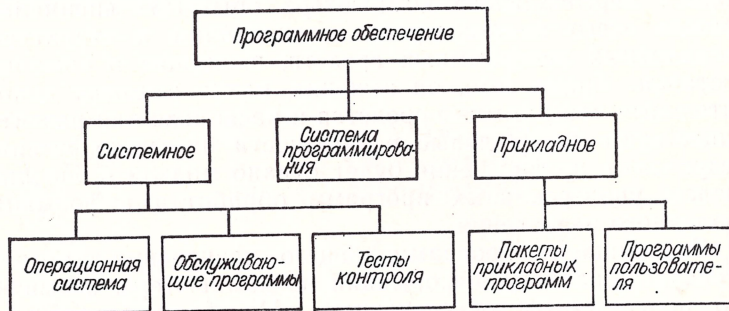 Программное обеспечение
Системное
Система
программирова-
ния
Прикладное
Операционная
система
Обслуживаю-
щие программы
Тесты
контроля
Пакеты
прикладных
программ
Программы
пользовате-
ля